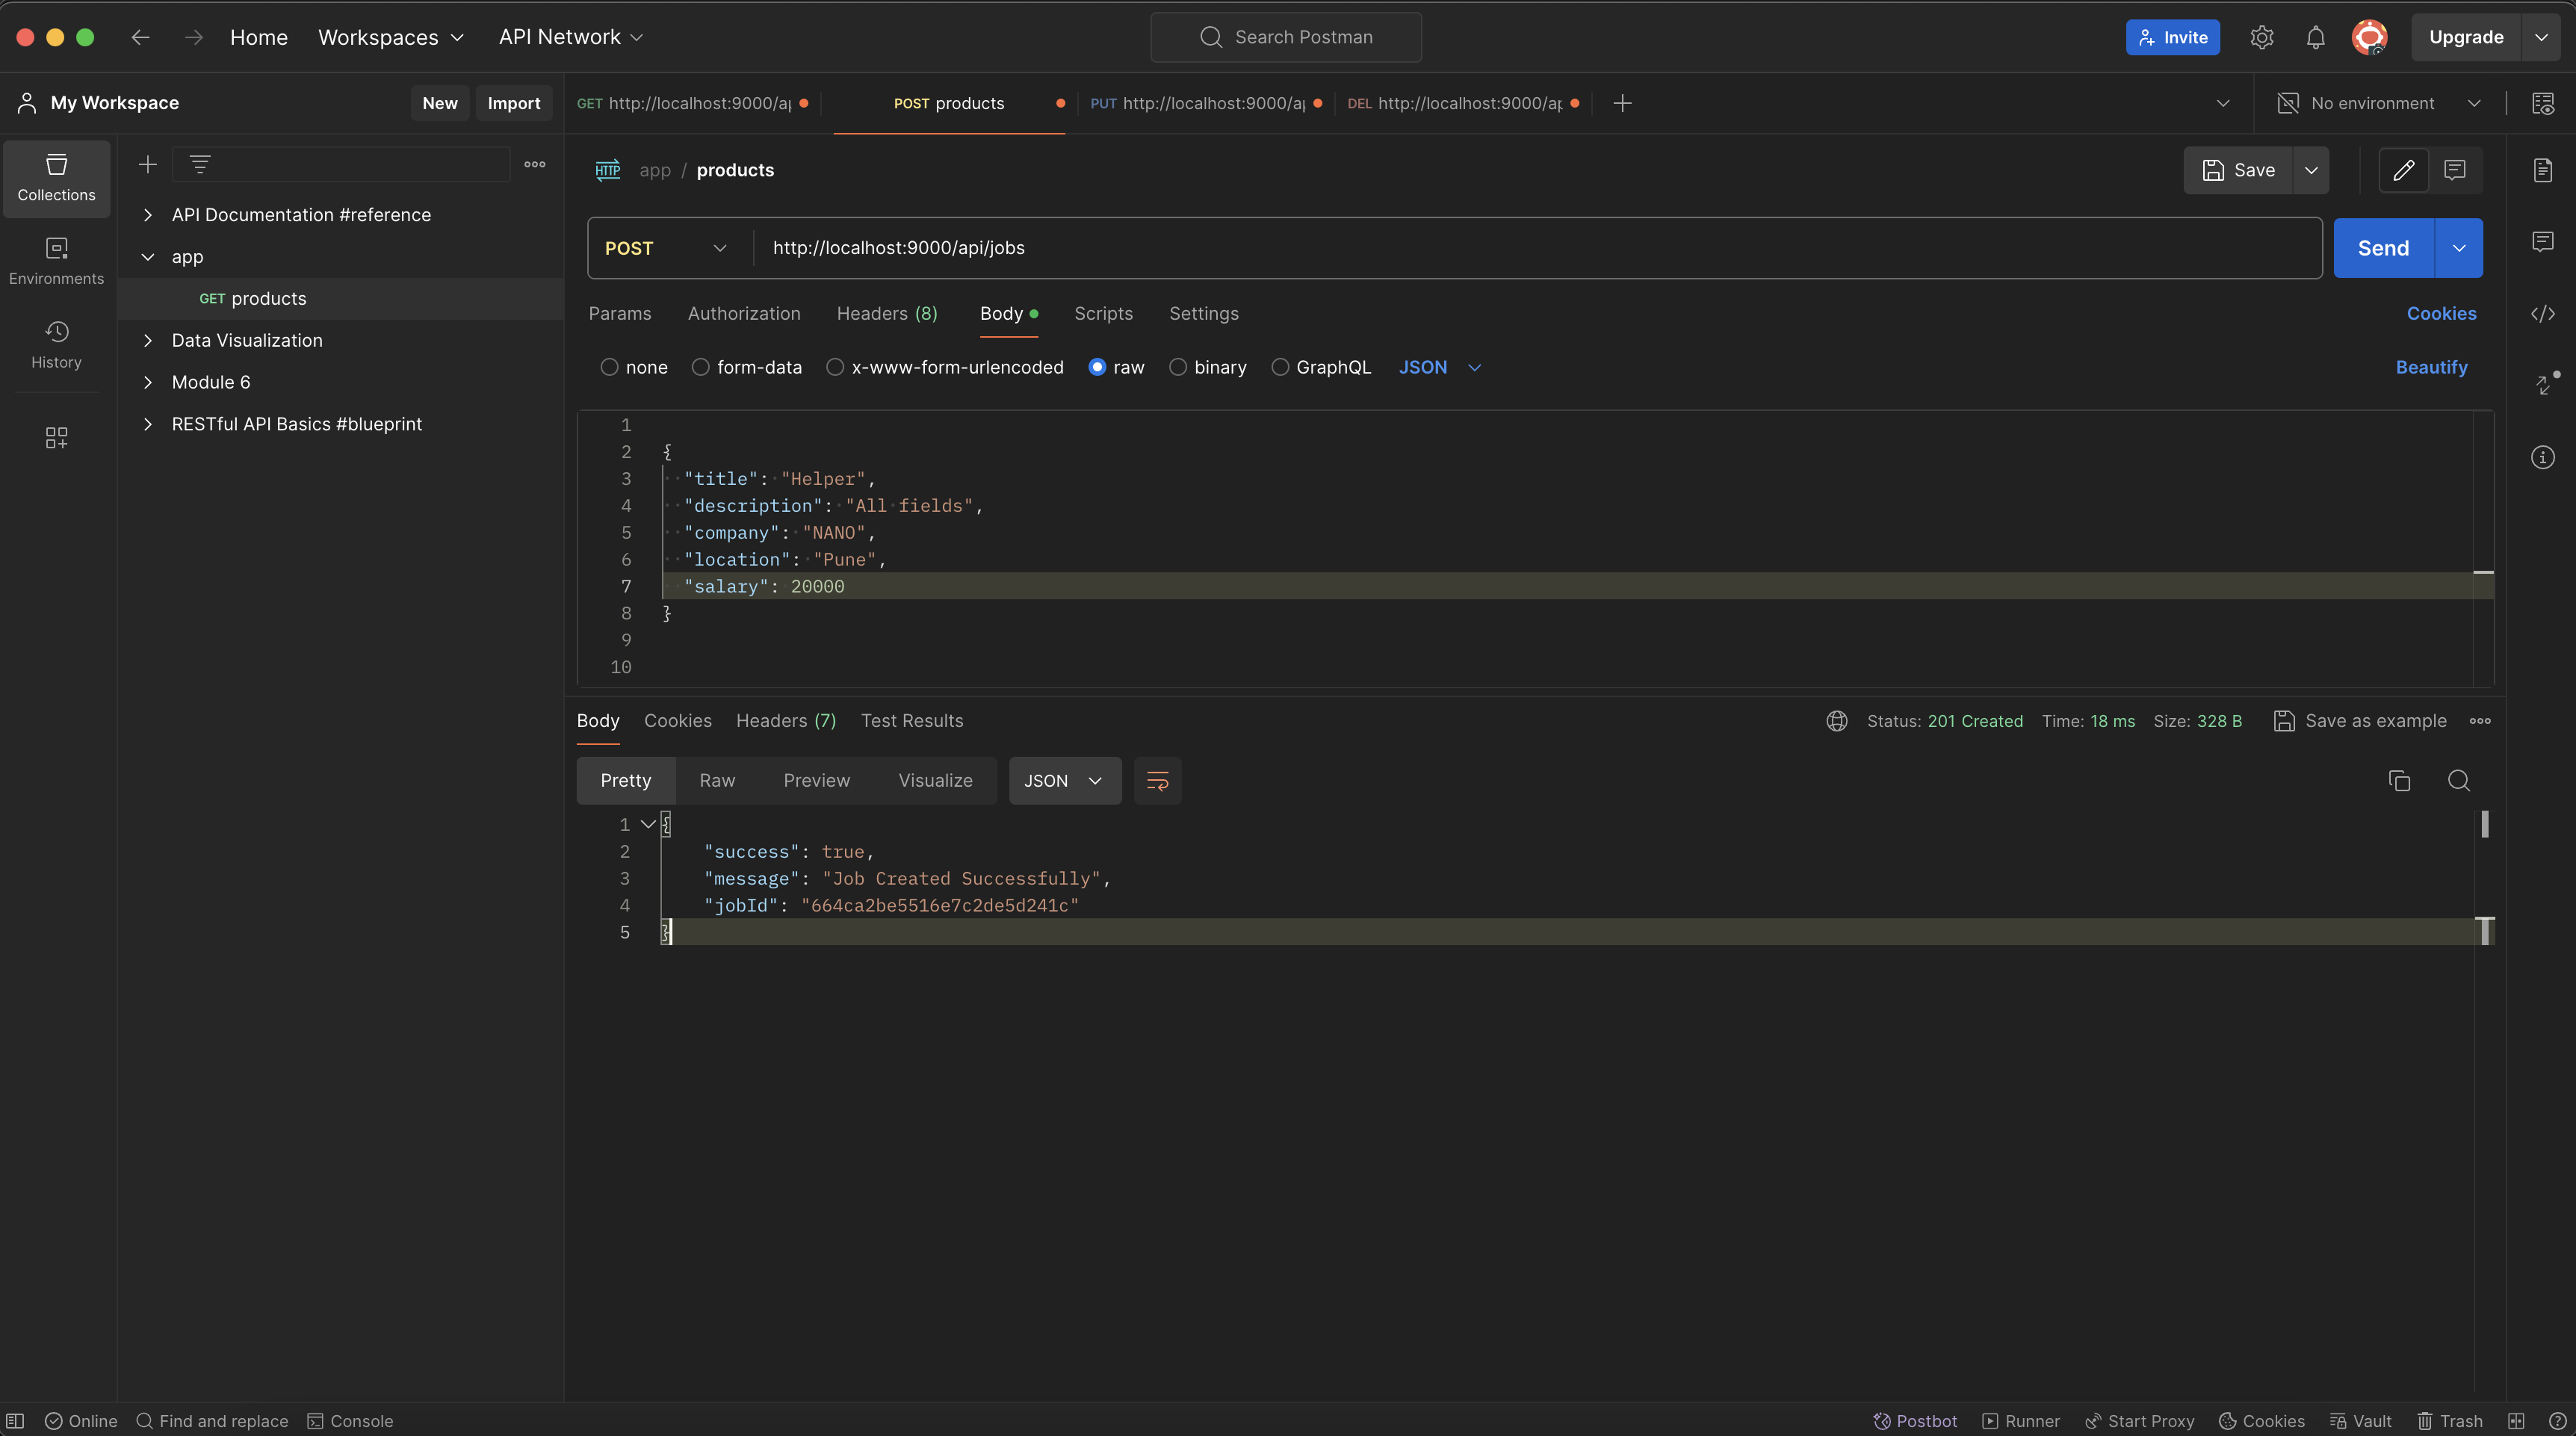 Home Workspaces API Network Search Postman Invite Upgrade
My Workspace New Import GET http://localhost:9000/a POST products PUT http://localhost:9000/a DEL http://localhost:9000/a No environment
Collections
Environments
History
API Documentation #reference
app
GET products
Data Visualization
Module 6
RESTful API Basics #blueprint
HTTP app / products Save
POST http://localhost:9000/api/jobs Send
Params Authorization Headers (8) Body Scripts Settings Cookies
none form-data x-www-form-urlencoded raw binary GraphQL JSON Beautify
1
2 {
3 "title": "Helper",
4 "description": "All fields",
5 "company": "NANO",
6 "location": "Pune",
7 "salary": 20000
8 }
9
10
Body Cookies Headers (7) Test Results Status: 201 Created Time: 18 ms Size: 328 B Save as example
Pretty Raw Preview Visualize JSON
1 {
2 "success": true,
3 "message": "Job Created Successfully",
4 "jobId": "664ca2be5516e7c2de5d241c"
5 }
Online Find and replace Console Postbot Runner Start Proxy Cookies Vault Trash